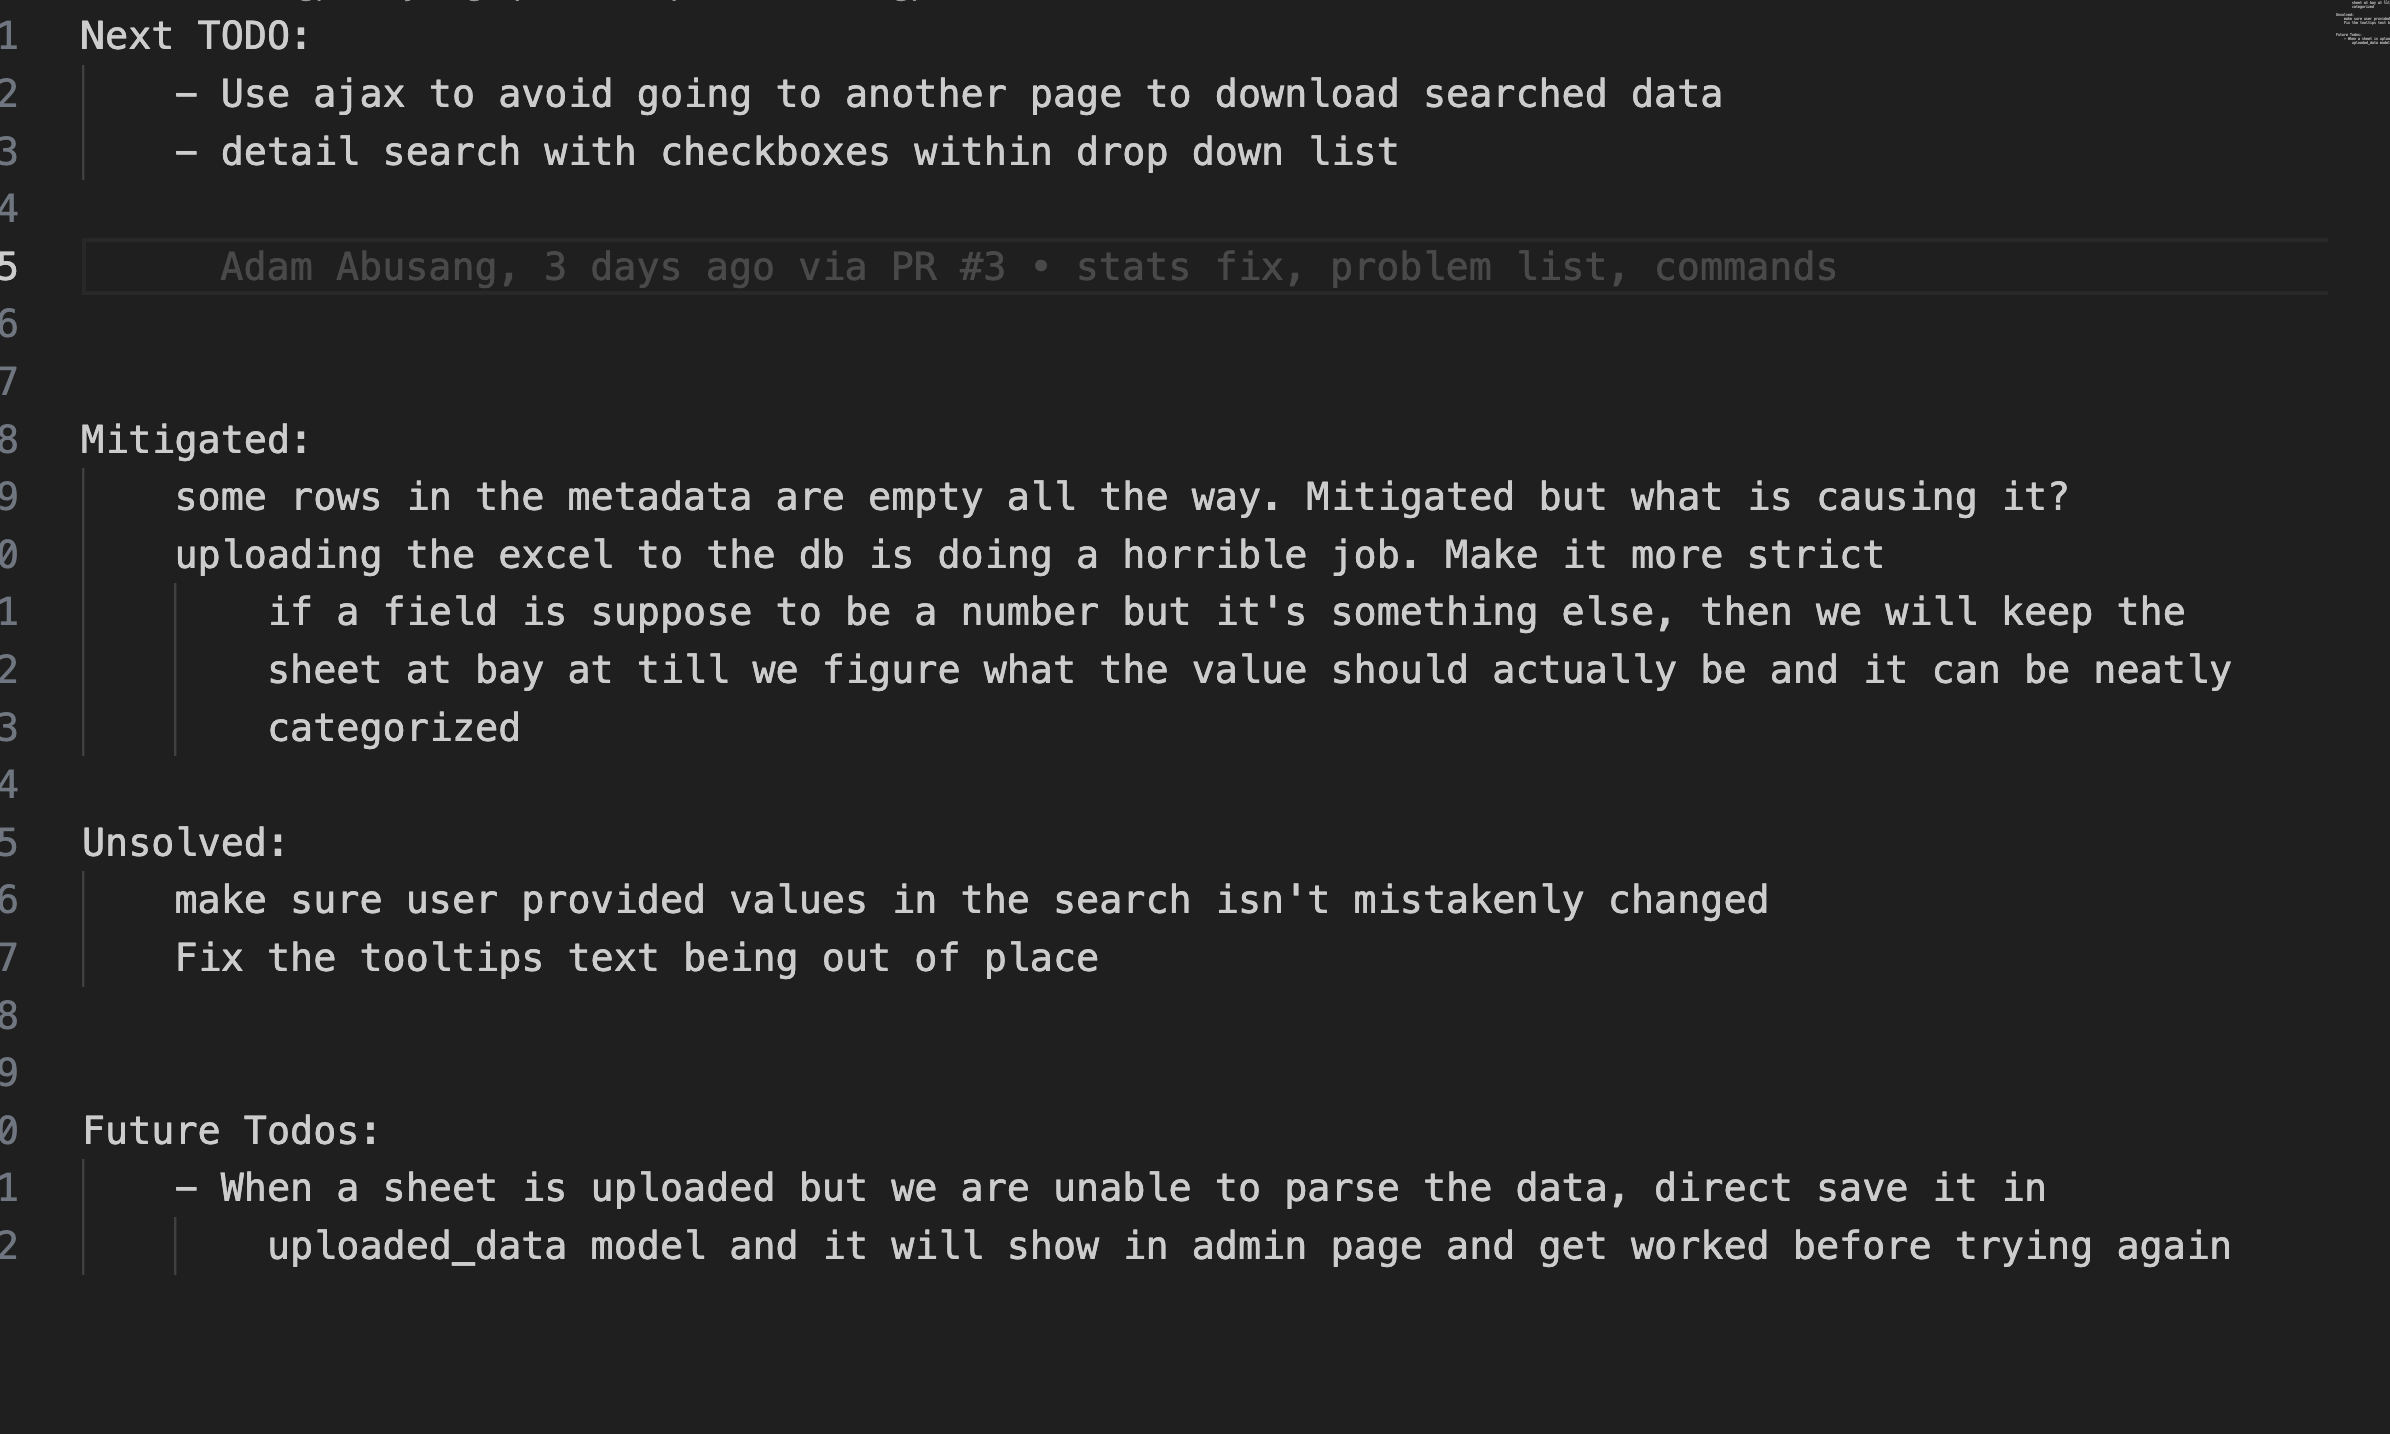 1 Next TODO:
2 - Use ajax to avoid going to another page to download searched data
3 - detail search with checkboxes within drop down list
4
5 Adam Abusang, 3 days ago via PR #3 • stats fix, problem list, commands
6
7
8 Mitigated:
9 some rows in the metadata are empty all the way. Mitigated but what is causing it?
0 uploading the excel to the db is doing a horrible job. Make it more strict
1 if a field is suppose to be a number but it's something else, then we will keep the
2 sheet at bay at till we figure what the value should actually be and it can be neatly
3 categorized
4
5 Unsolved:
6 make sure user provided values in the search isn't mistakenly changed
7 Fix the tooltips text being out of place
8
9
0 Future Todos:
1 - When a sheet is uploaded but we are unable to parse the data, direct save it in
2 uploaded_data model and it will show in admin page and get worked before trying again